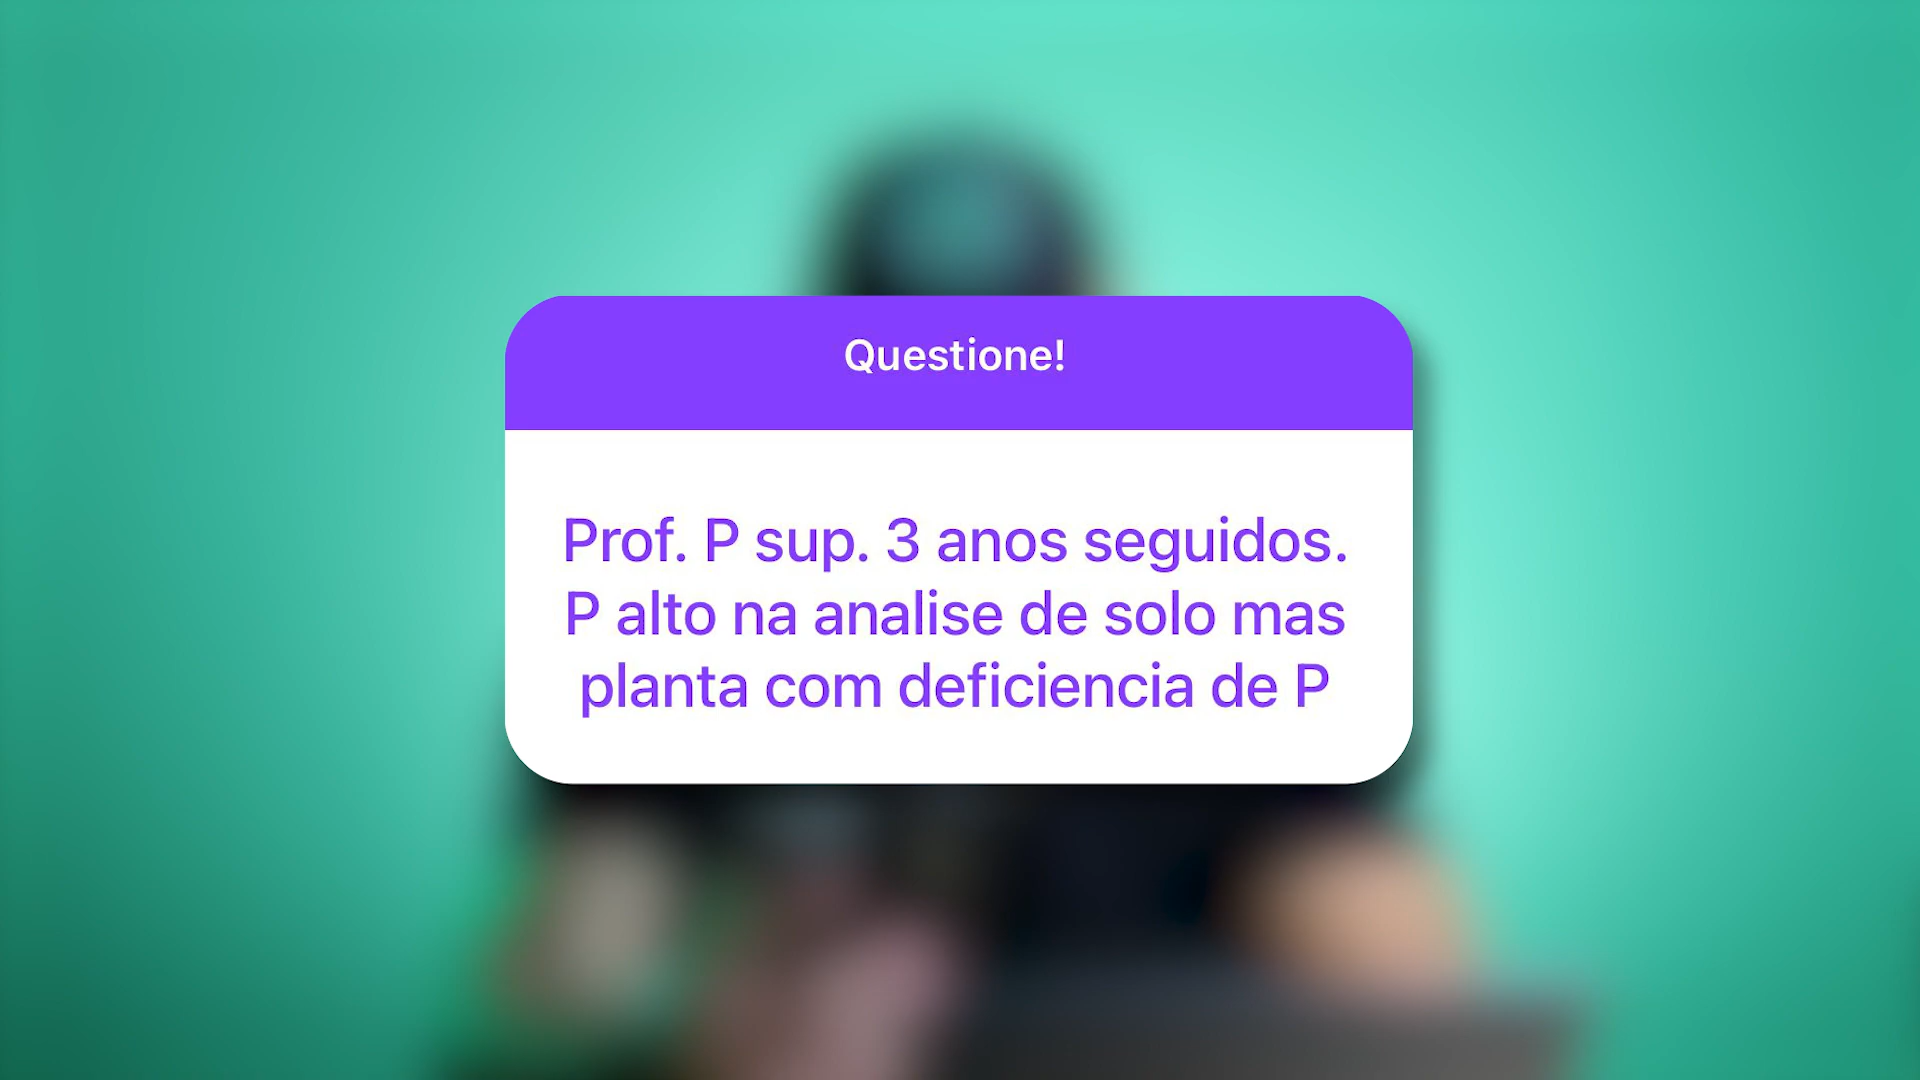 Questione!
Prof. P sup. 3 anos seguidos.
P alto na analise de solo mas
planta com deficiencia de P